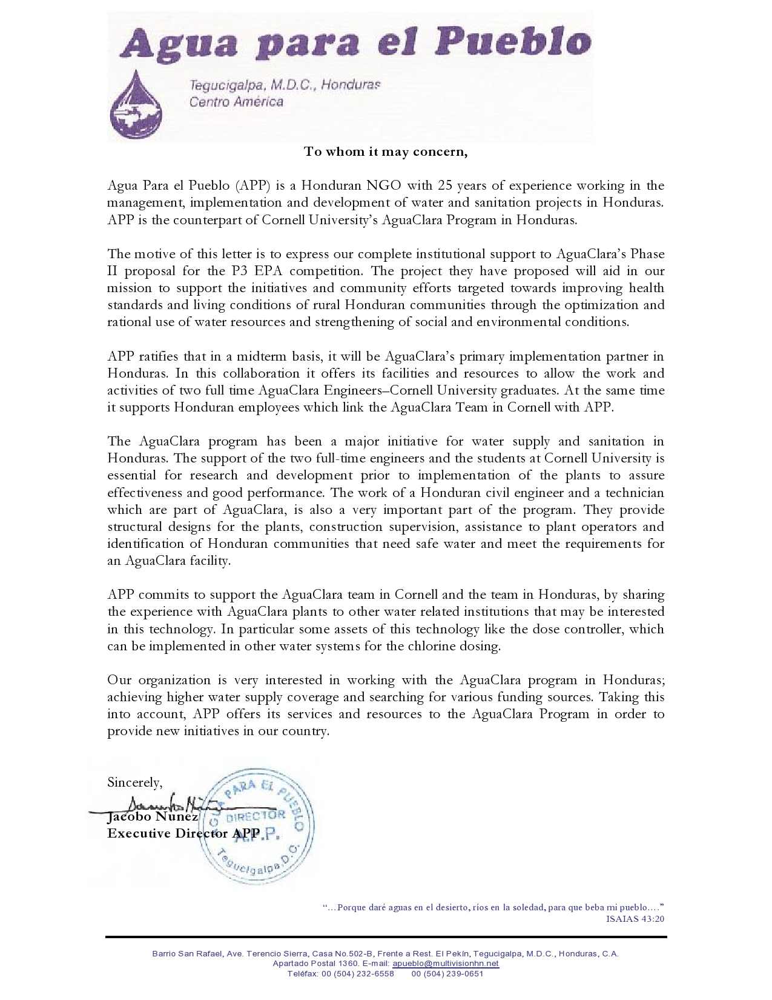 Agua para el Pueblo
Tegucigalpa, M.D.C., Honduras
Centro América
To whom it may concern,
Agua Para el Pueblo (APP) is a Honduran NGO with 25 years of experience working in the
management, implementation and development of water and sanitation projects in Honduras.
APP is the counterpart of Cornell University’s AguaClara Program in Honduras.
The motive of this letter is to express our complete institutional support to AguaClara’s Phase
II proposal for the P3 EPA competition. The project they have proposed will aid in our
mission to support the initiatives and community efforts targeted towards improving health
standards and living conditions of rural Honduran communities through the optimization and
rational use of water resources and strengthening of social and environmental conditions.
APP ratifies that in a midterm basis, it will be AguaClara’s primary implementation partner in
Honduras. In this collaboration it offers its facilities and resources to allow the work and
activities of two full time AguaClara Engineers–Cornell University graduates. At the same time
it supports Honduran employees which link the AguaClara Team in Cornell with APP.
The AguaClara program has been a major initiative for water supply and sanitation in
Honduras. The support of the two full-time engineers and the students at Cornell University is
essential for research and development prior to implementation of the plants to assure
effectiveness and good performance. The work of a Honduran civil engineer and a technician
which are part of AguaClara, is also a very important part of the program. They provide
structural designs for the plants, construction supervision, assistance to plant operators and
identification of Honduran communities that need safe water and meet the requirements for
an AguaClara facility.
APP commits to support the AguaClara team in Cornell and the team in Honduras, by sharing
the experience with AguaClara plants to other water related institutions that may be interested
in this technology. In particular some assets of this technology like the dose controller, which
can be implemented in other water systems for the chlorine dosing.
Our organization is very interested in working with the AguaClara program in Honduras;
achieving higher water supply coverage and searching for various funding sources. Taking this
into account, APP offers its services and resources to the AguaClara Program in order to
provide new initiatives in our country.
Sincerely,
Jacobo Nunez
Executive Director APP
AGUA PARA EL PUEBLO
DIRECTOR
A.P.P.
Tegucigalpa, D.C.
“…Porque daré aguas en el desierto, ríos en la soledad, para que beba mi pueblo….”
ISAIAS 43:20
Barrio San Rafael, Ave. Terencio Sierra, Casa No.502-B, Frente a Rest. El Pekín, Tegucigalpa, M.D.C., Honduras, C.A.
Apartado Postal 1360. E-mail: apueblo@multivisionhn.net
Teléfax: 00 (504) 232-6558 00 (504) 239-0651